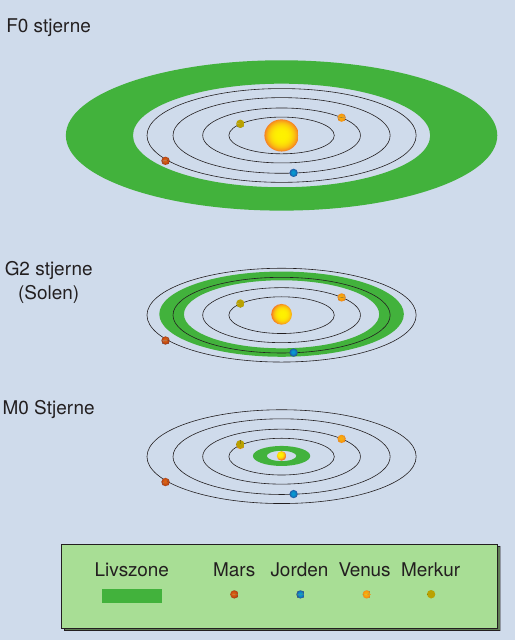 F0 stjerne
G2 stjerne
(Solen)
M0 Stjerne
Livszone Mars Jorden Venus Merkur